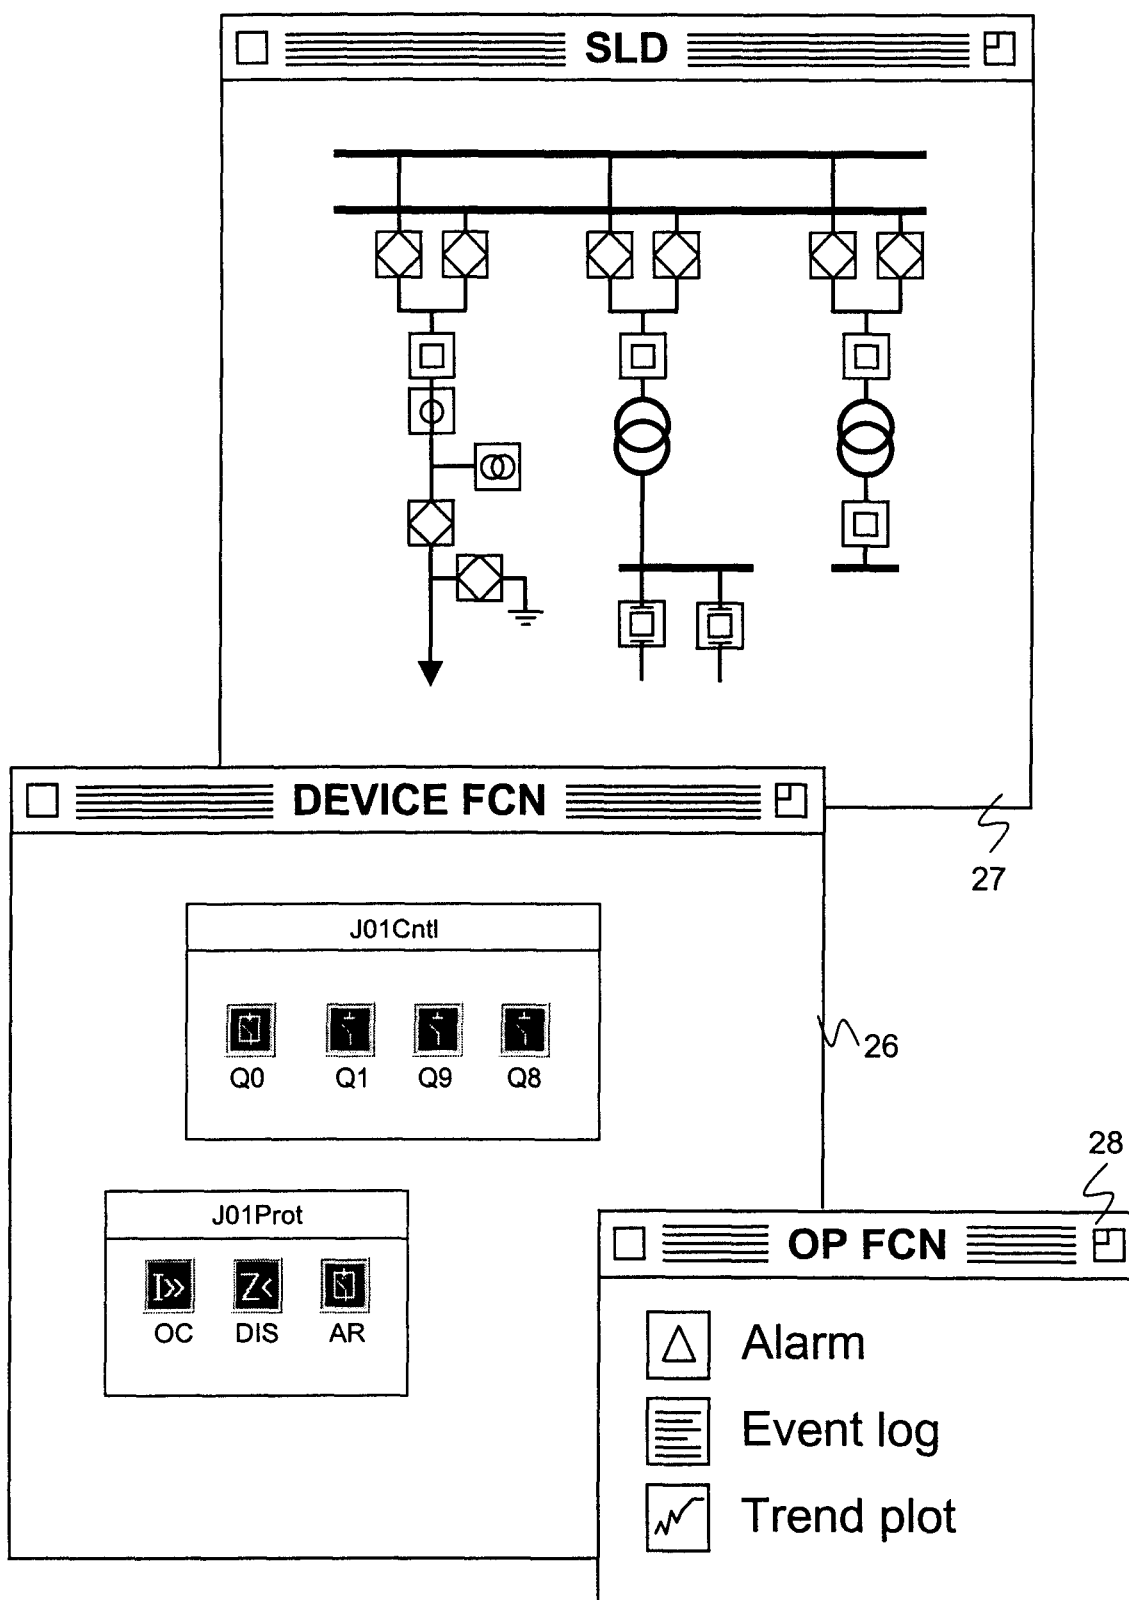 SLD
27
DEVICE FCN
J01Cntl
Q0 Q1 Q9 Q8
26
J01Prot
I>> Z<
OC DIS AR
28
OP FCN
Alarm
Event log
Trend plot